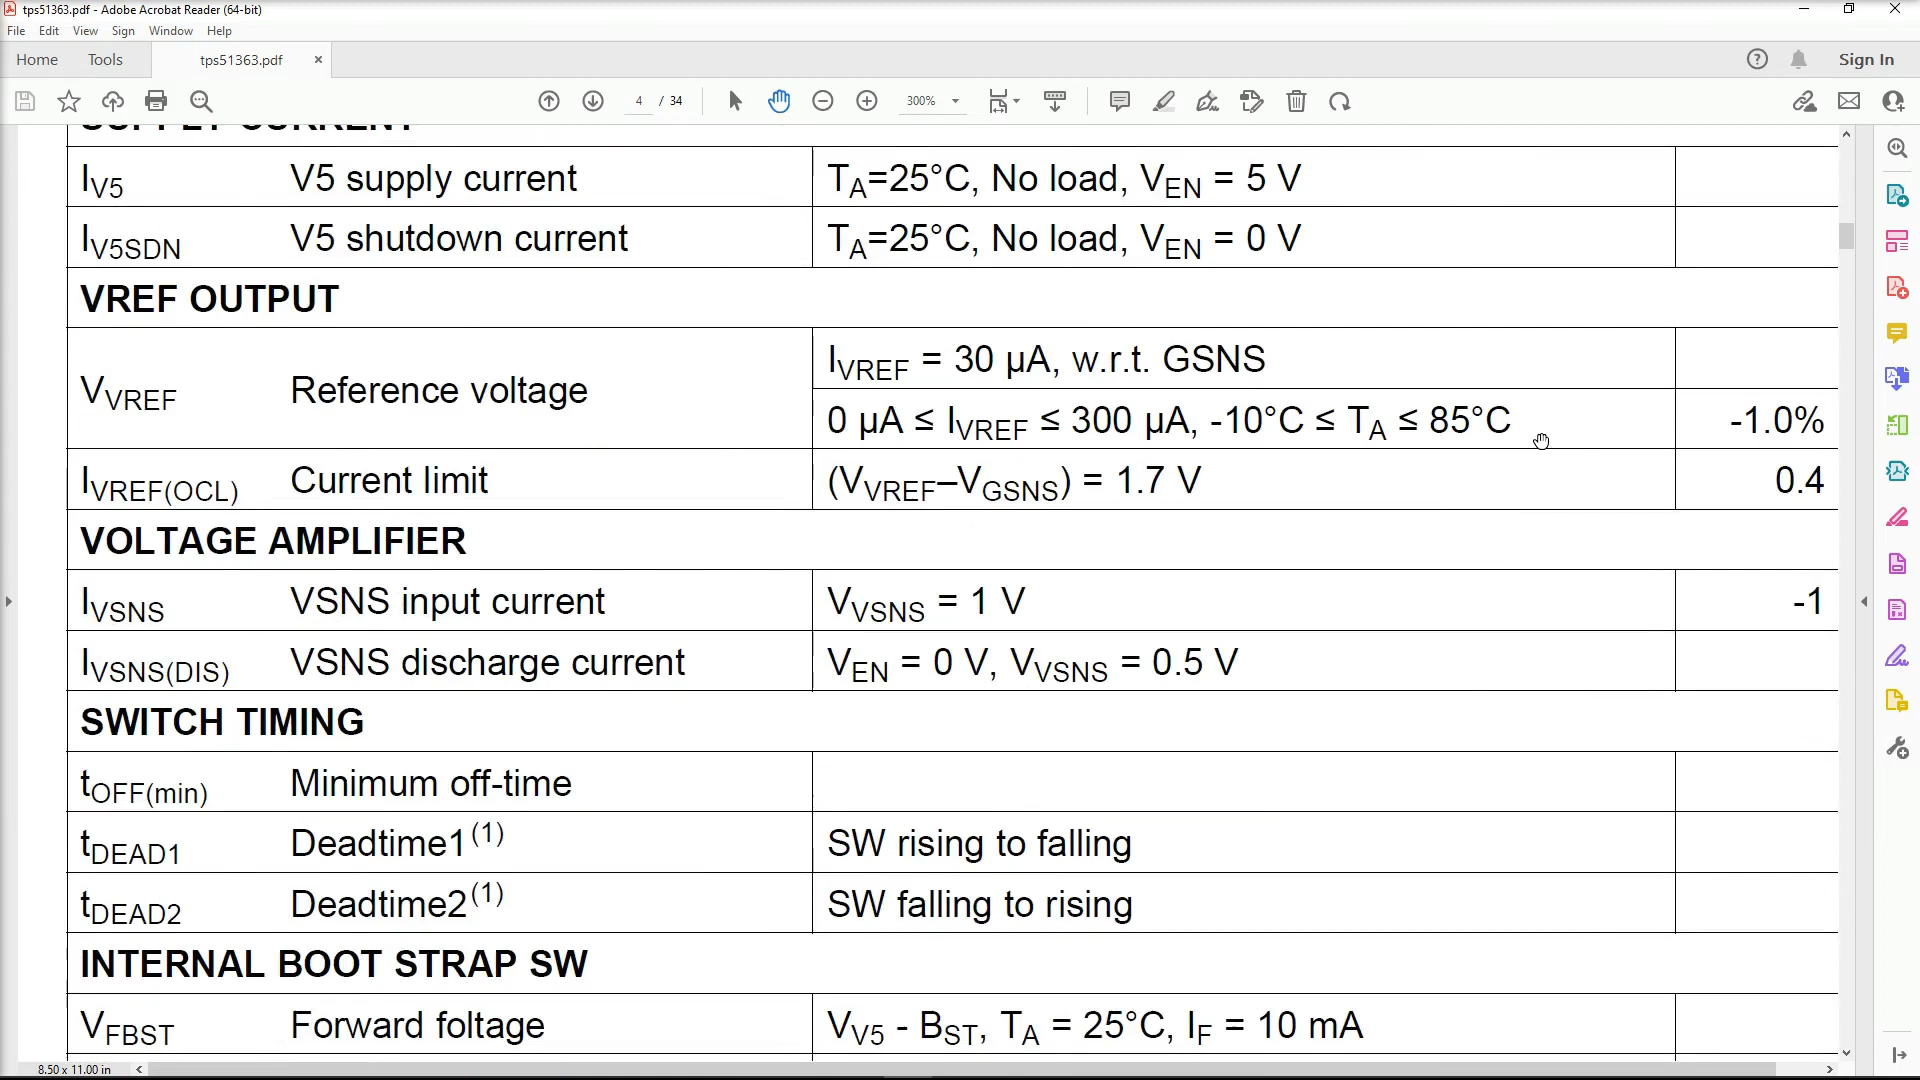 tps51363.pdf - Adobe Acrobat Reader (64-bit)
File Edit View Sign Window Help
Home Tools tps51363.pdf × Sign In
4 / 34 300%
SUPPLY CURRENT
IV5 V5 supply current TA=25°C, No load, VEN = 5 V
IV5SDN V5 shutdown current TA=25°C, No load, VEN = 0 V
VREF OUTPUT
VVREF Reference voltage IVREF = 30 µA, w.r.t. GSNS
0 µA ≤ IVREF ≤ 300 µA, -10°C ≤ TA ≤ 85°C -1.0%
IVREF(OCL) Current limit (VVREF–VGSNS) = 1.7 V 0.4
VOLTAGE AMPLIFIER
IVSNS VSNS input current VVSNS = 1 V -1
IVSNS(DIS) VSNS discharge current VEN = 0 V, VVSNS = 0.5 V
SWITCH TIMING
tOFF(min) Minimum off-time
tDEAD1 Deadtime1(1) SW rising to falling
tDEAD2 Deadtime2(1) SW falling to rising
INTERNAL BOOT STRAP SW
VFBST Forward foltage VV5 - BST, TA = 25°C, IF = 10 mA
8.50 x 11.00 in